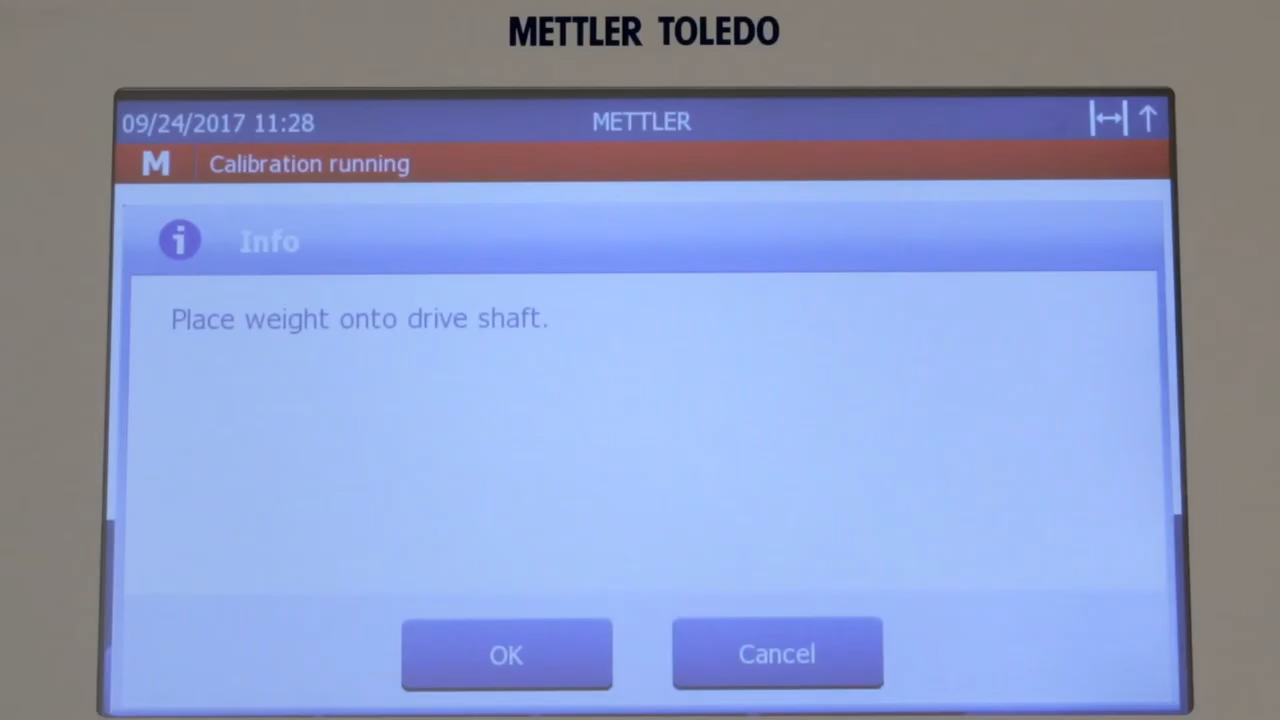 METTLER TOLEDO
09/24/2017 11:28 METTLER
M Calibration running
i Info
Place weight onto drive shaft.
OK Cancel